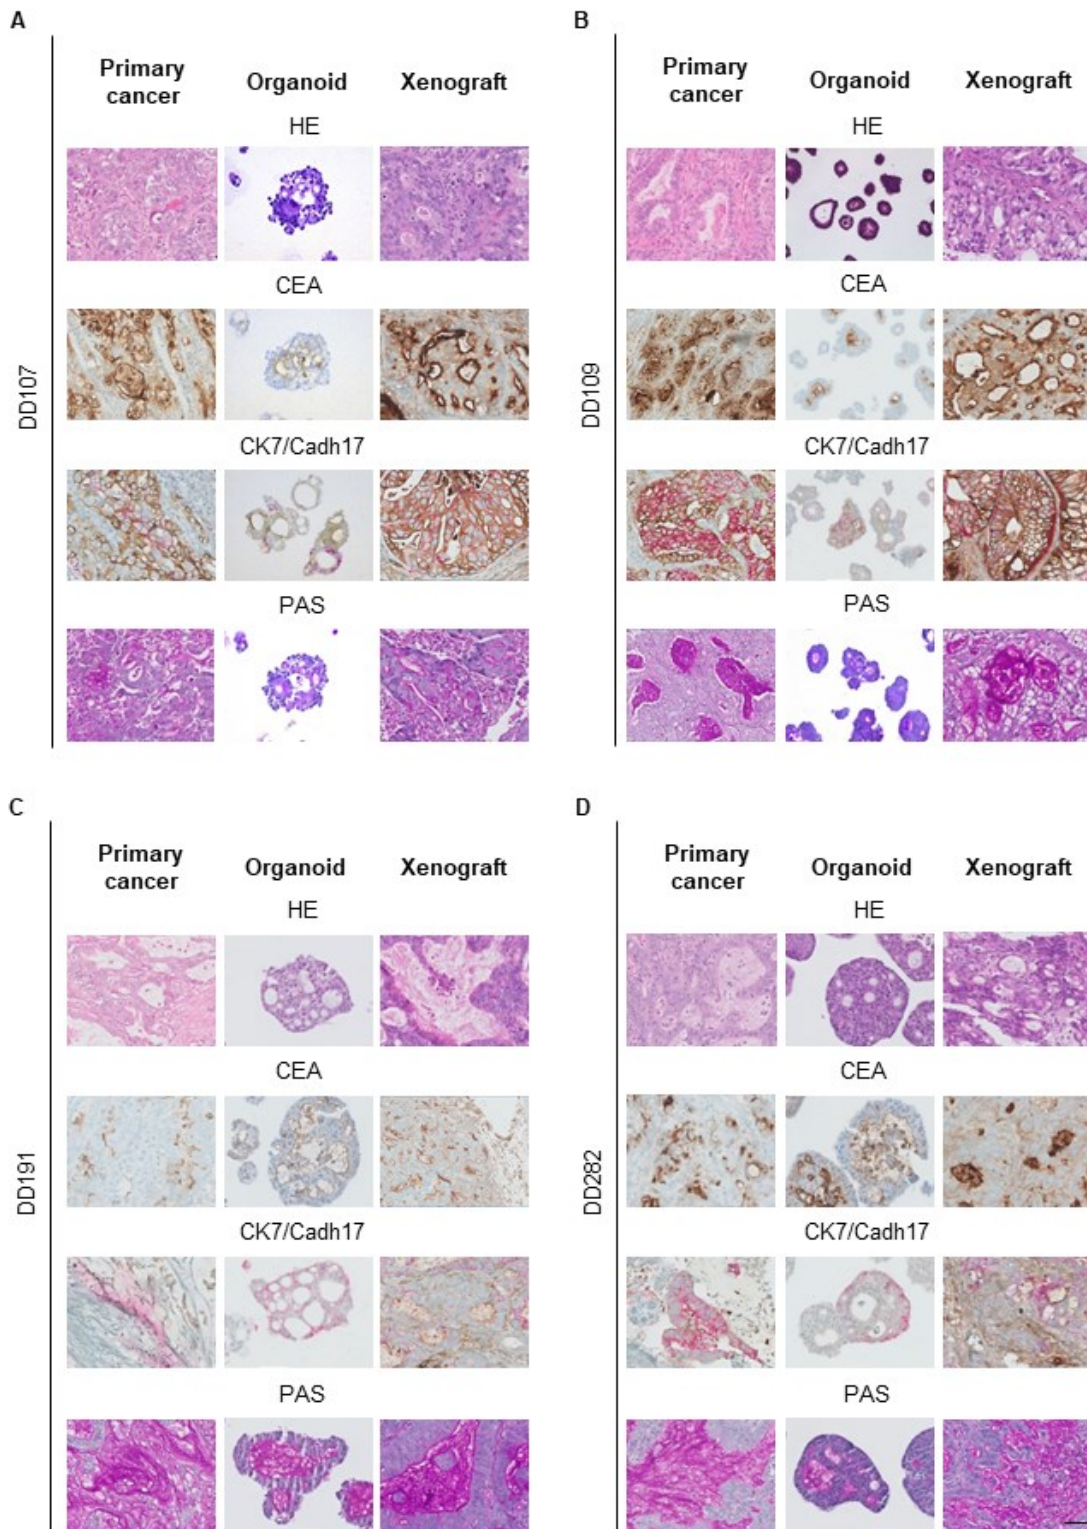 A
Primary cancer
Organoid
Xenograft
HE
CEA
CK7/Cadh17
PAS
DD107
B
Primary cancer
Organoid
Xenograft
HE
CEA
CK7/Cadh17
PAS
DD109
C
Primary cancer
Organoid
Xenograft
HE
CEA
CK7/Cadh17
PAS
DD191
D
Primary cancer
Organoid
Xenograft
HE
CEA
CK7/Cadh17
PAS
DD282